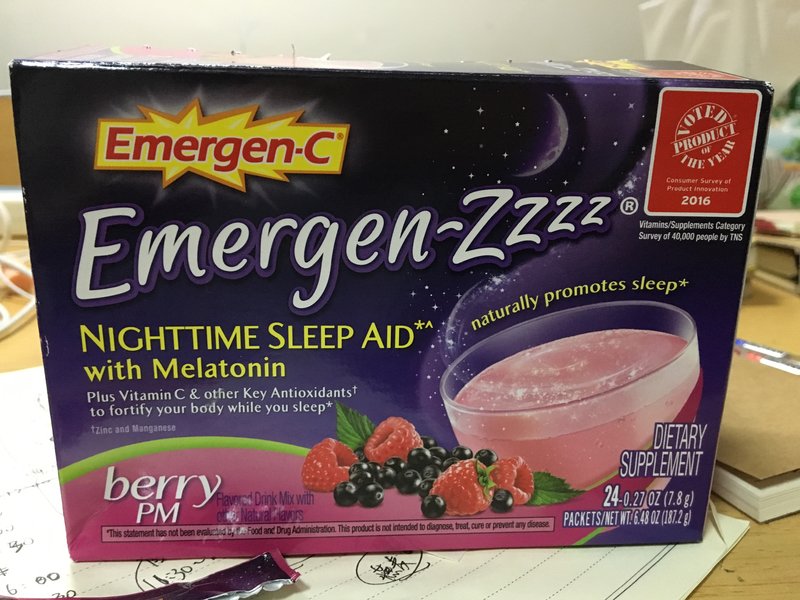 Emergen-C®
VOTED
PRODUCT
OF
THE YEAR
Consumer Survey of
Product Innovation
2016
Vitamins/Supplements Category
Survey of 40,000 people by TNS
Emergen-Zzzz®
naturally promotes sleep*
NIGHTTIME SLEEP AID*^
with Melatonin
Plus Vitamin C & other Key Antioxidants†
to fortify your body while you sleep*
†Zinc and Manganese
berry
PM
Flavored Drink Mix with
other Natural Flavors
DIETARY
SUPPLEMENT
24-0.27 OZ (7.8 g)
PACKETS/NET WT. 6.48 OZ (187.2 g)
*This statement has not been evaluated by the Food and Drug Administration. This product is not intended to diagnose, treat, cure or prevent any disease.